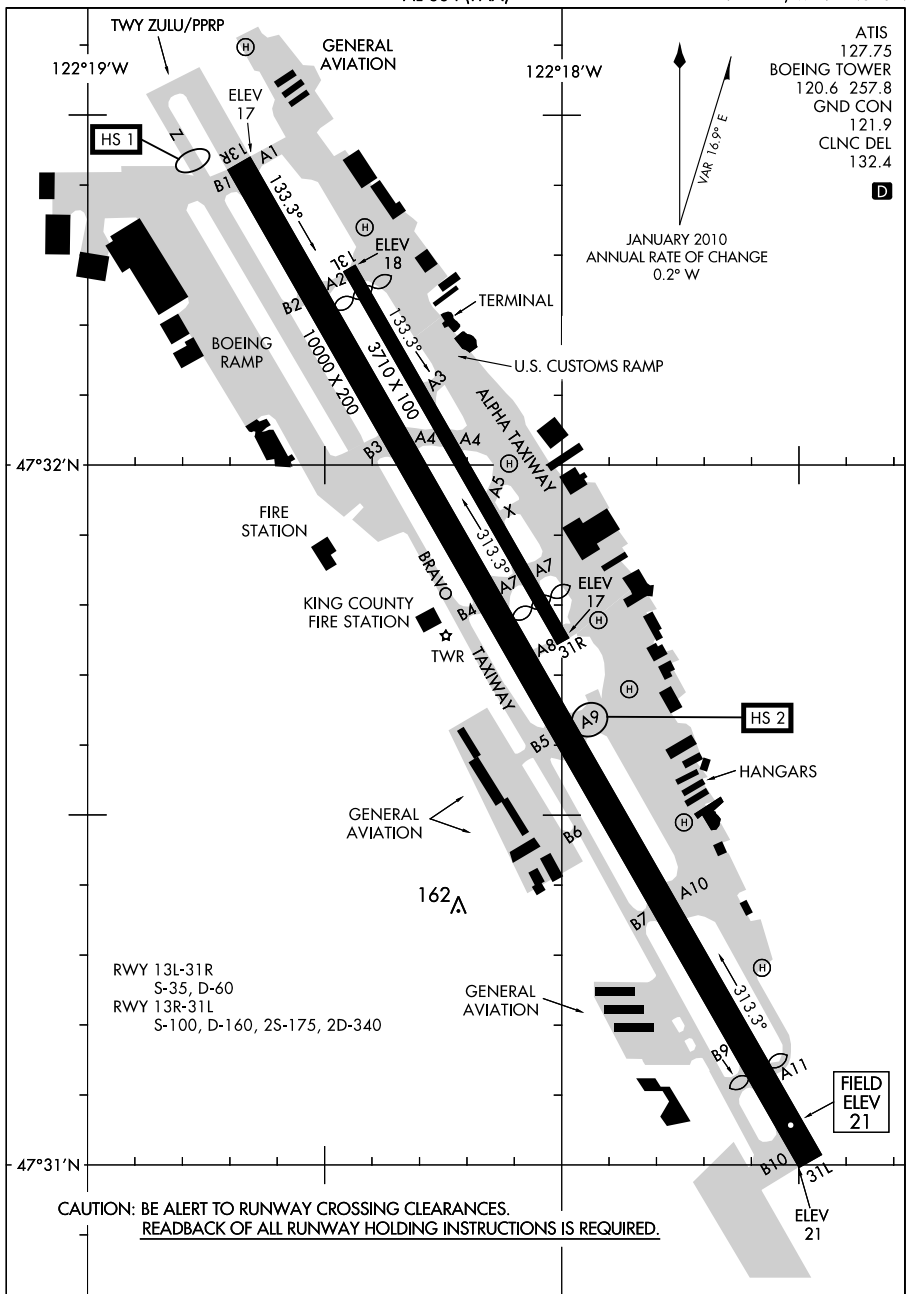 TWY ZULU/PPRP
GENERAL
AVIATION
122°19'W
122°18'W
ATIS
127.75
BOEING TOWER
120.6 257.8
GND CON
121.9
CLNC DEL
132.4
D
VAR 16.9° E
JANUARY 2010
ANNUAL RATE OF CHANGE
0.2° W
H
ELEV
17
HS 1
Z
13R
A1
B1
133.3°
H
13L
ELEV
18
A2
B2
TERMINAL
133.3°
U.S. CUSTOMS RAMP
BOEING
RAMP
10000 X 200
3710 X 100
A3
ALPHA TAXIWAY
B3
A4
A4
47°32'N
H
A5
X
FIRE
STATION
313.3°
BRAVO
TAXIWAY
A7
A7
ELEV
17
KING COUNTY
FIRE STATION
B4
H
TWR
A8
31R
H
A9
HS 2
B5
HANGARS
GENERAL
AVIATION
B6
H
A10
B7
162
RWY 13L-31R
S-35, D-60
RWY 13R-31L
S-100, D-160, 2S-175, 2D-340
GENERAL
AVIATION
H
313.3°
B9
A11
FIELD
ELEV
21
47°31'N
B10
31L
ELEV
21
CAUTION: BE ALERT TO RUNWAY CROSSING CLEARANCES.
READBACK OF ALL RUNWAY HOLDING INSTRUCTIONS IS REQUIRED.